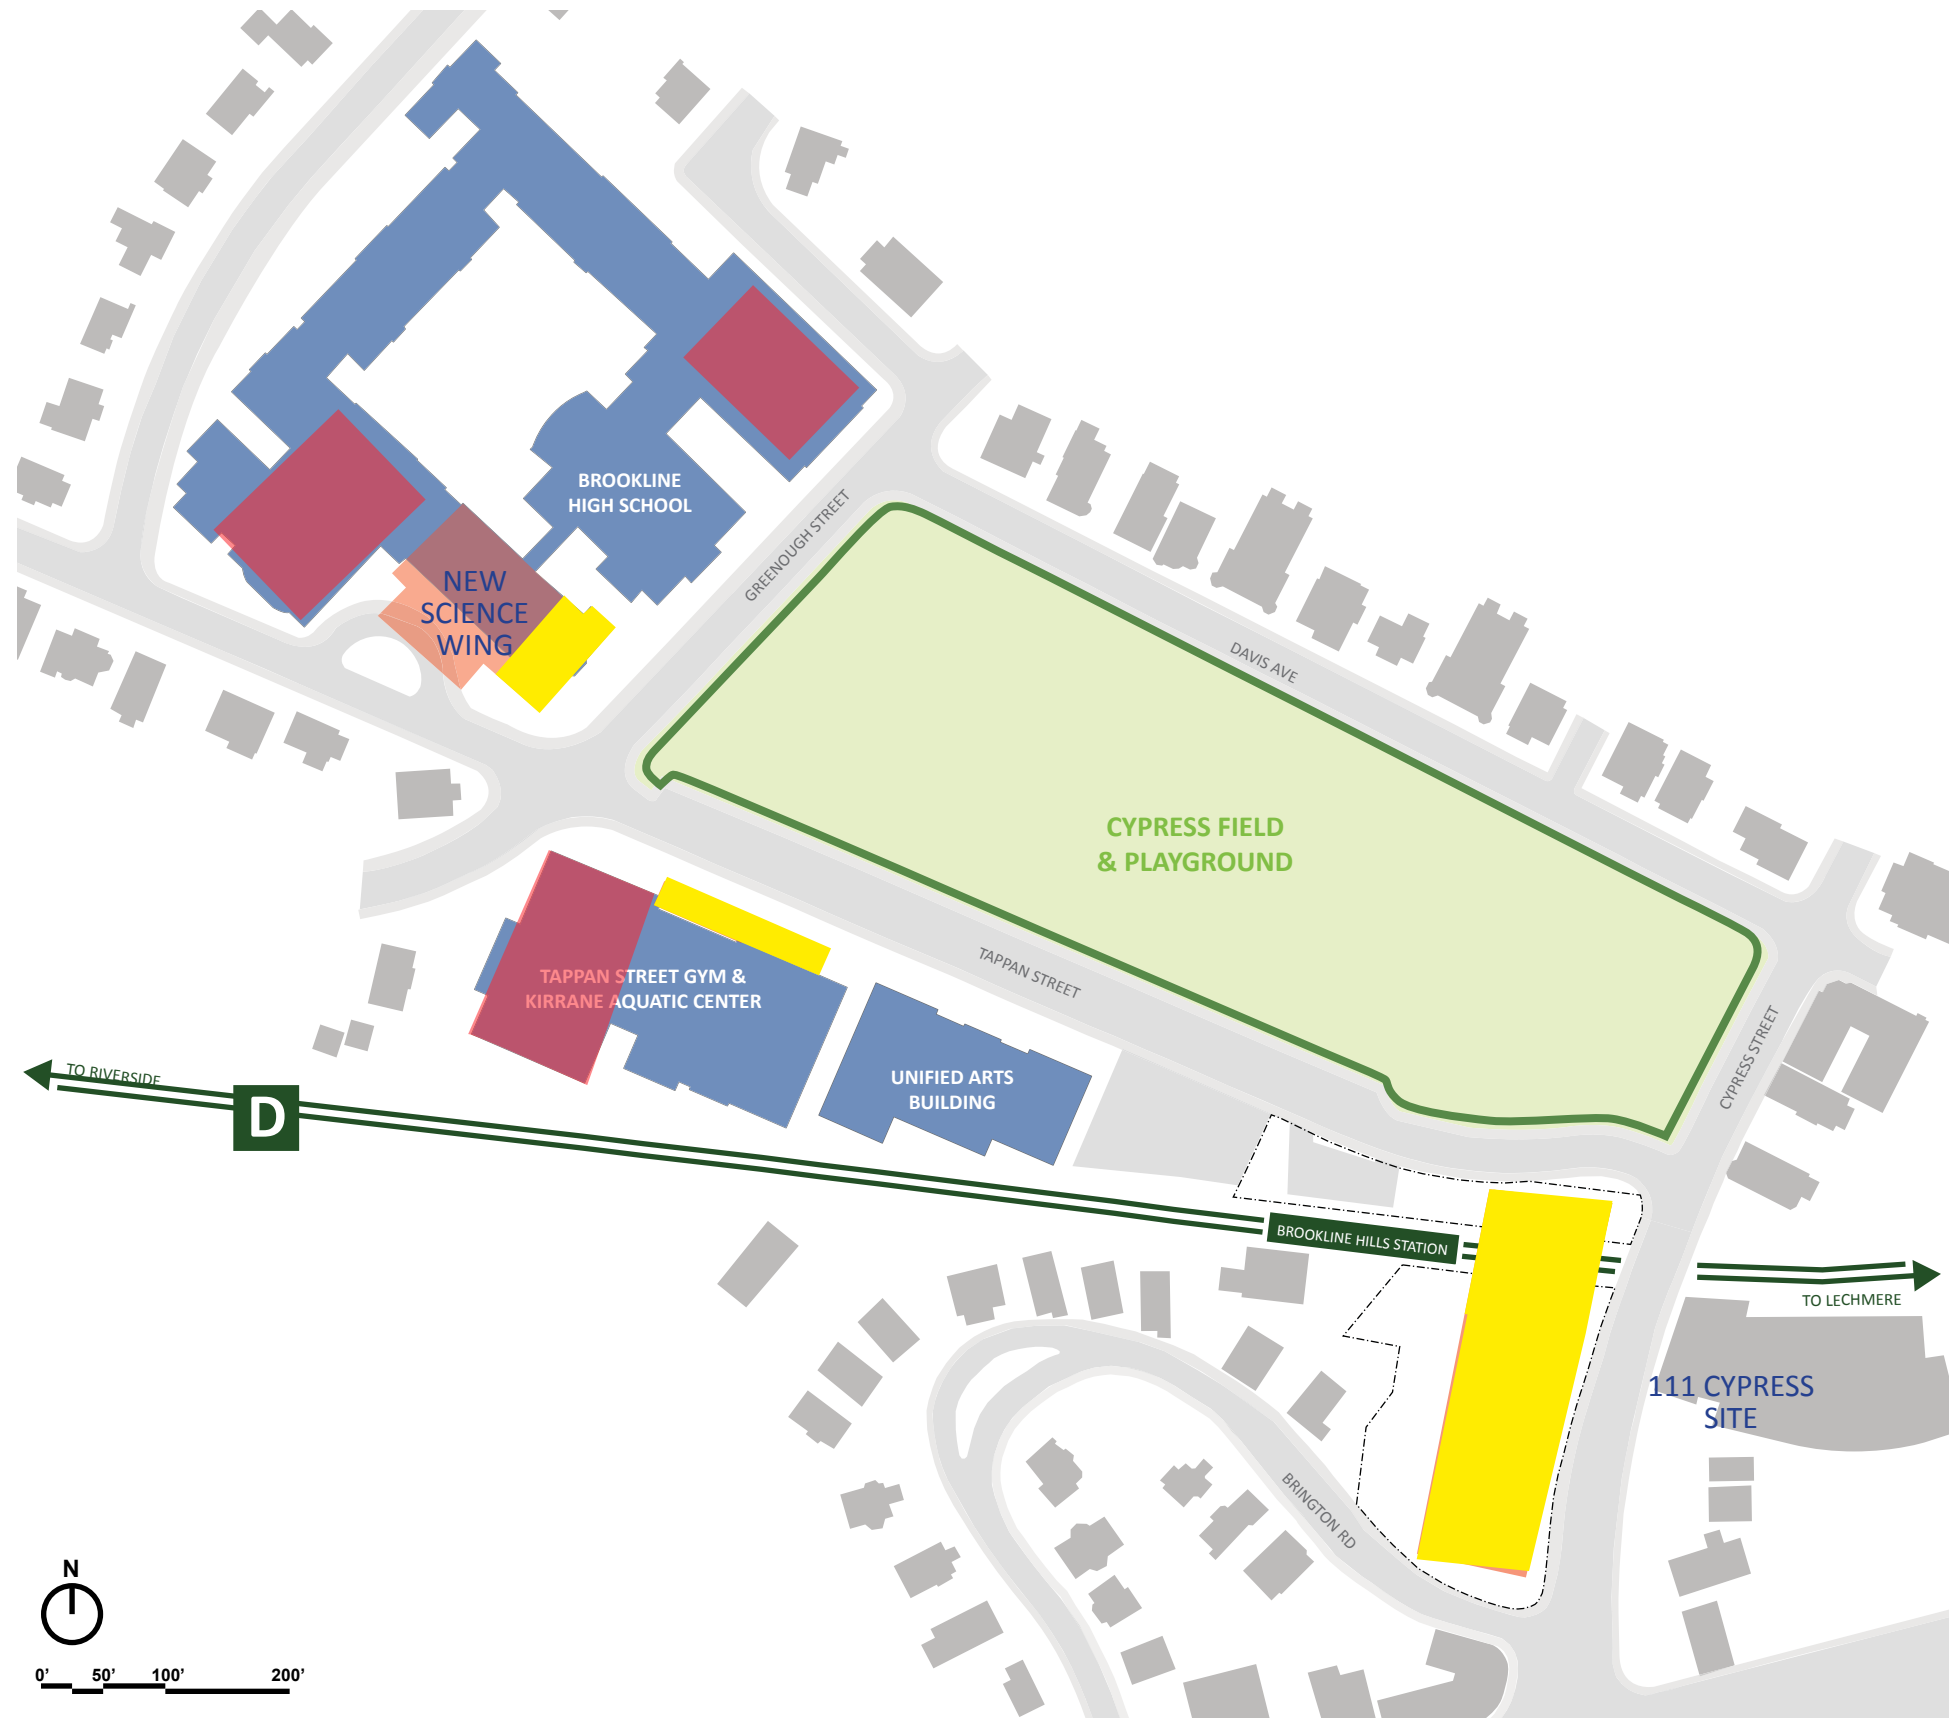 BROOKLINE
HIGH SCHOOL
GREENOUGH STREET
NEW
SCIENCE
WING
DAVIS AVE
CYPRESS FIELD
& PLAYGROUND
TAPPAN STREET GYM &
KIRRANE AQUATIC CENTER
TAPPAN STREET
CYPRESS STREET
UNIFIED ARTS
BUILDING
TO RIVERSIDE
D
BROOKLINE HILLS STATION
TO LECHMERE
111 CYPRESS
SITE
BRINGTON RD
N
0' 50' 100' 200'